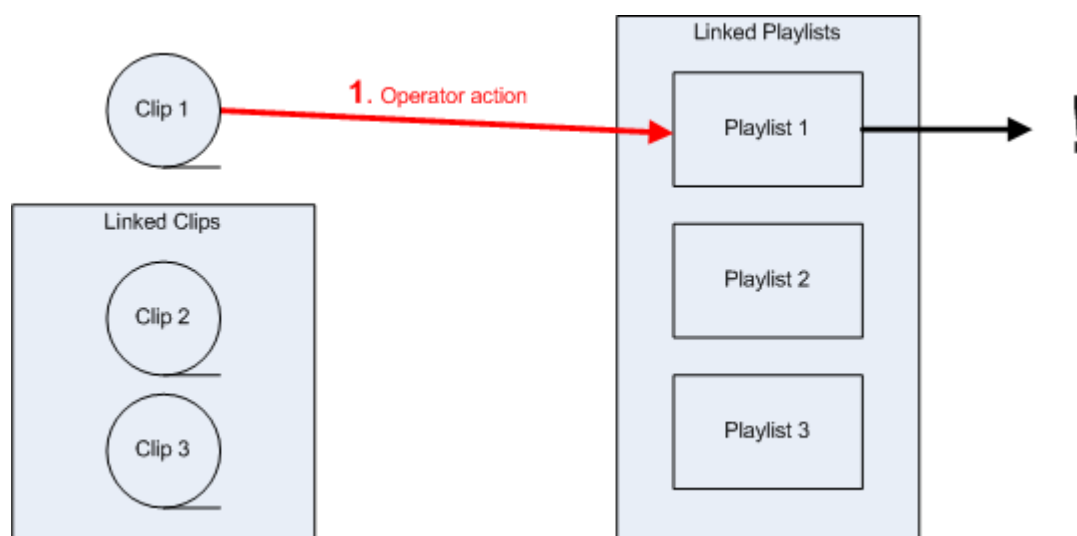 Linked Playlists
Clip 1
1. Operator action
Playlist 1
Linked Clips
Clip 2
Playlist 2
Clip 3
Playlist 3